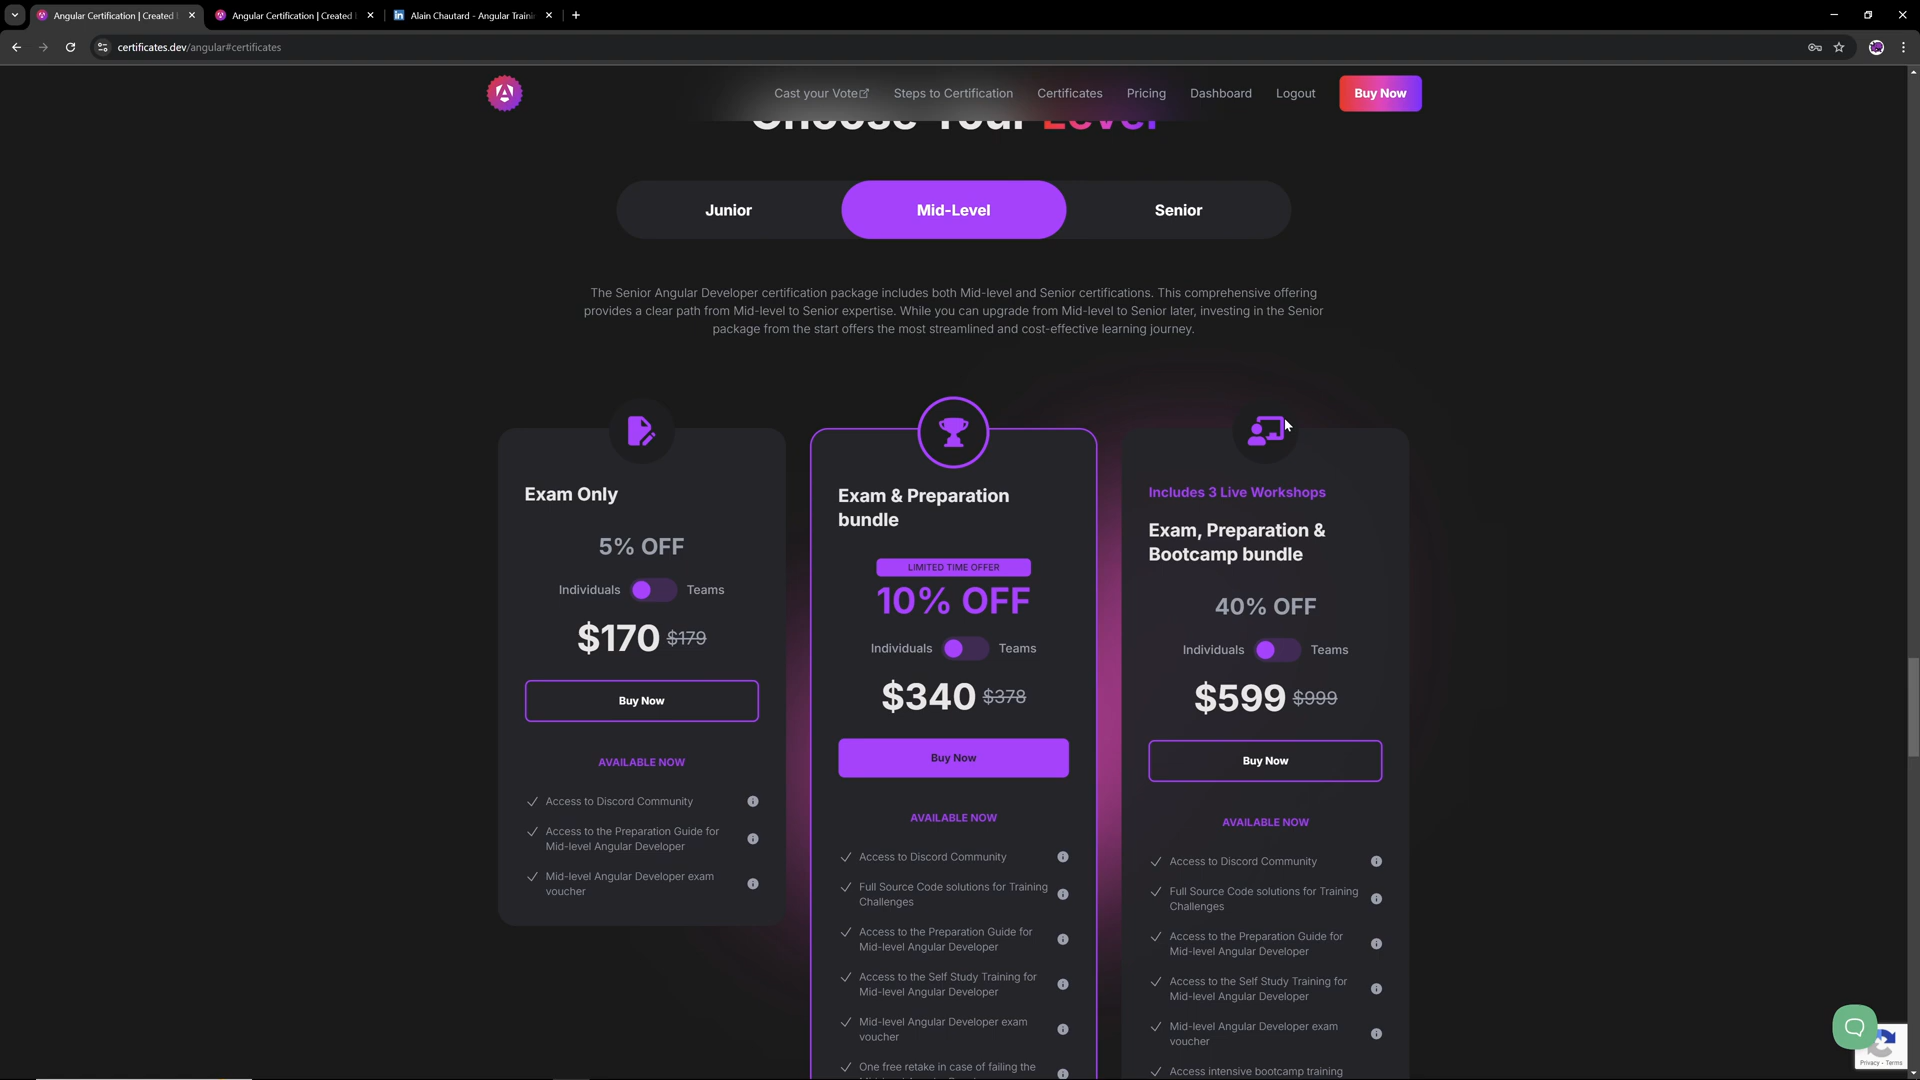 Angular Certification | Created
Angular Certification | Created
Alain Chautard - Angular Traini
certificates.dev/angular#certificates
Cast your Vote
Steps to Certification
Certificates
Pricing
Dashboard
Logout
Buy Now
Choose Your Level
Junior
Mid-Level
Senior
The Senior Angular Developer certification package includes both Mid-level and Senior certifications. This comprehensive offering
provides a clear path from Mid-level to Senior expertise. While you can upgrade from Mid-level to Senior later, investing in the Senior
package from the start offers the most streamlined and cost-effective learning journey.
Exam Only
5% OFF
Individuals
Teams
$170 $179
Buy Now
AVAILABLE NOW
Access to Discord Community
Access to the Preparation Guide for
Mid-level Angular Developer
Mid-level Angular Developer exam
voucher
Exam & Preparation
bundle
LIMITED TIME OFFER
10% OFF
Individuals
Teams
$340 $378
Buy Now
AVAILABLE NOW
Access to Discord Community
Full Source Code solutions for Training
Challenges
Access to the Preparation Guide for
Mid-level Angular Developer
Access to the Self Study Training for
Mid-level Angular Developer
Mid-level Angular Developer exam
voucher
One free retake in case of failing the
Includes 3 Live Workshops
Exam, Preparation &
Bootcamp bundle
40% OFF
Individuals
Teams
$599 $999
Buy Now
AVAILABLE NOW
Access to Discord Community
Full Source Code solutions for Training
Challenges
Access to the Preparation Guide for
Mid-level Angular Developer
Access to the Self Study Training for
Mid-level Angular Developer
Mid-level Angular Developer exam
voucher
Access intensive bootcamp training
Privacy - Terms